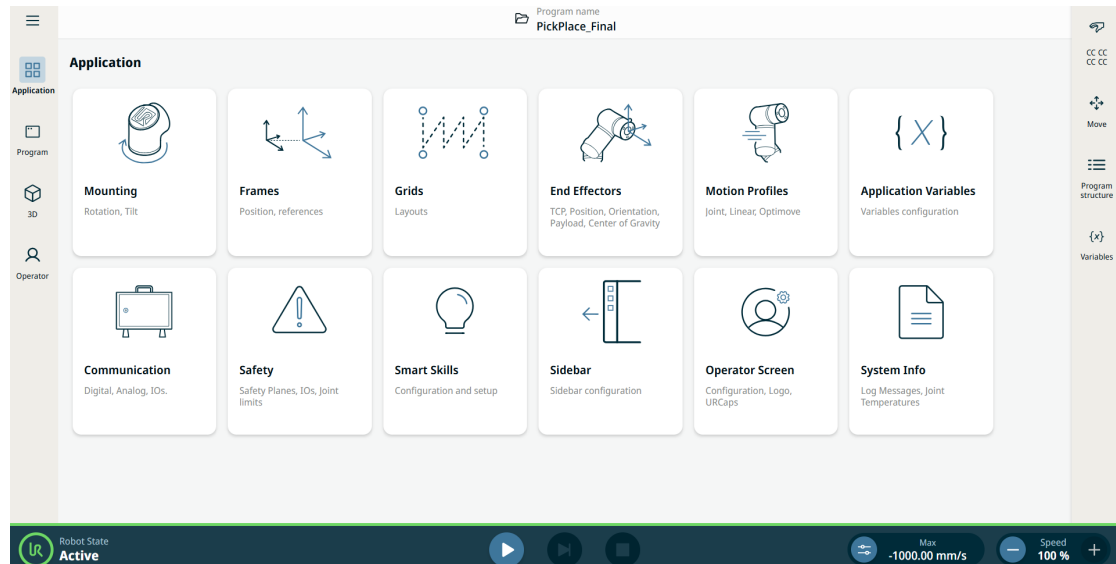 Program name
PickPlace_Final
Application
Application
Program
3D
Operator
Mounting
Rotation, Tilt
Frames
Position, references
Grids
Layouts
End Effectors
TCP, Position, Orientation,
Payload, Center of Gravity
Motion Profiles
Joint, Linear, Optimove
Application Variables
Variables configuration
Communication
Digital, Analog, IOs.
Safety
Safety Planes, IOs, Joint
limits
Smart Skills
Configuration and setup
Sidebar
Sidebar configuration
Operator Screen
Configuration, Logo,
URCaps
System Info
Log Messages, Joint
Temperatures
CC CC
CC CC
Move
Program
structure
{x}
Variables
UR
Robot State
Active
Max
-1000.00 mm/s
Speed
100 %